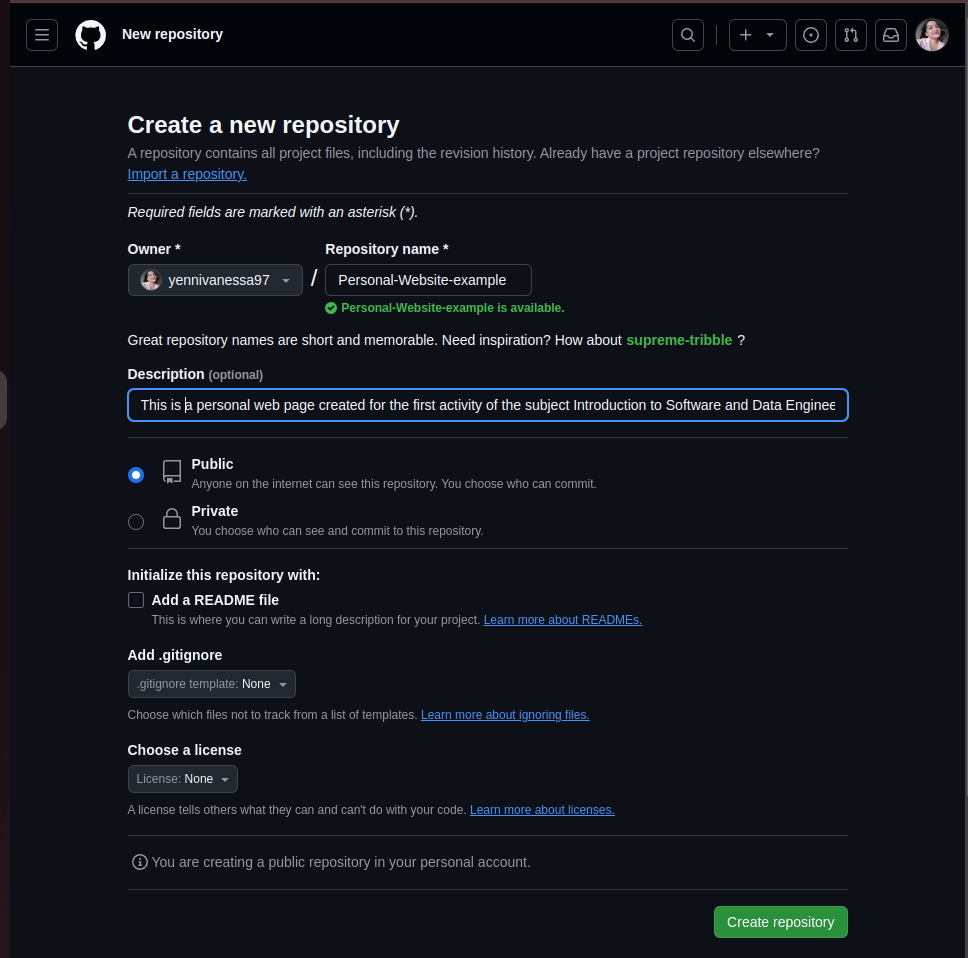 New repository
Create a new repository
A repository contains all project files, including the revision history. Already have a project repository elsewhere?
Import a repository.
Required fields are marked with an asterisk (*).
Owner * Repository name *
yennivanessa97 / Personal-Website-example
Personal-Website-example is available.
Great repository names are short and memorable. Need inspiration? How about supreme-tribble ?
Description (optional)
This is a personal web page created for the first activity of the subject Introduction to Software and Data Enginee
Public
Anyone on the internet can see this repository. You choose who can commit.
Private
You choose who can see and commit to this repository.
Initialize this repository with:
Add a README file
This is where you can write a long description for your project. Learn more about READMEs.
Add .gitignore
.gitignore template: None
Choose which files not to track from a list of templates. Learn more about ignoring files.
Choose a license
License: None
A license tells others what they can and can't do with your code. Learn more about licenses.
You are creating a public repository in your personal account.
Create repository